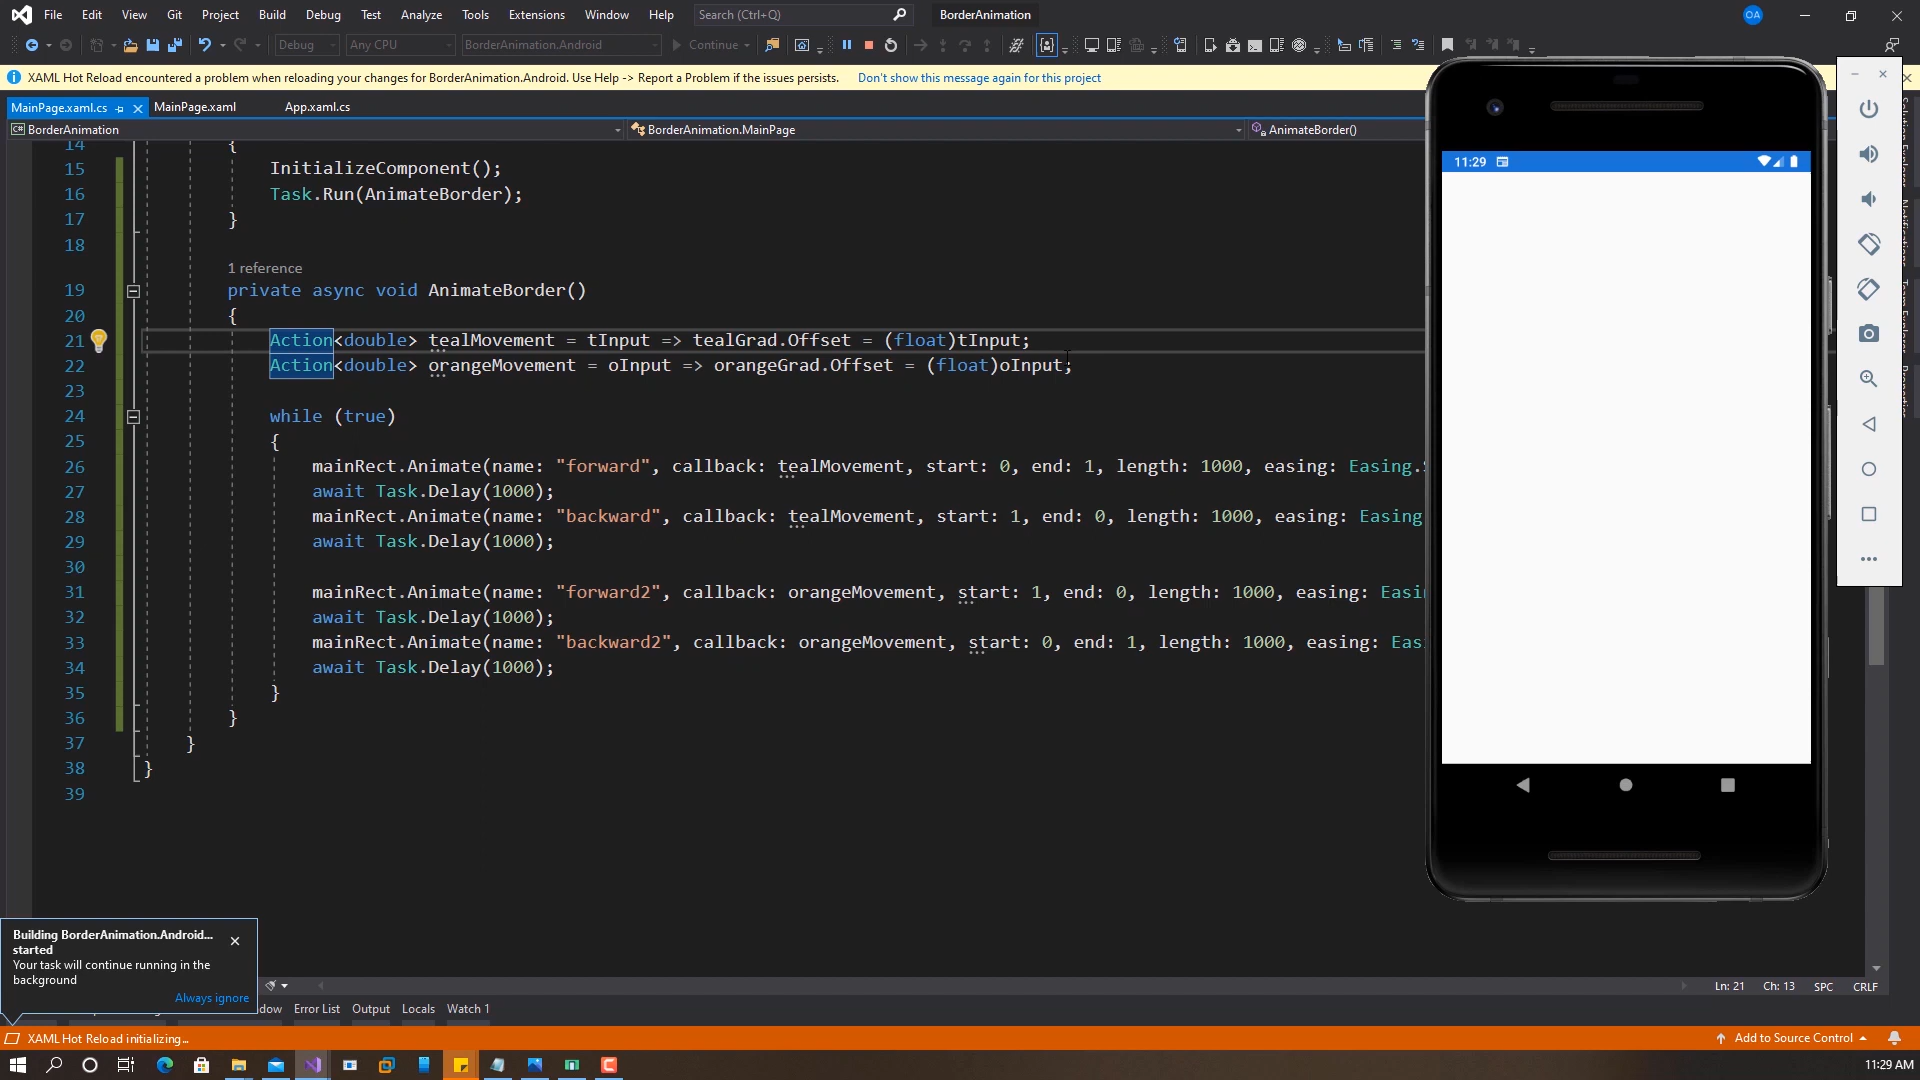 File Edit View Git Project Build Debug Test Analyze Tools Extensions Window Help Search (Ctrl+Q) BorderAnimation OA
Debug Any CPU BorderAnimation.Android Continue
XAML Hot Reload encountered a problem when reloading your changes for BorderAnimation.Android. Use Help -> Report a Problem if the issues persists. Don't show this message again for this project
MainPage.xaml.cs MainPage.xaml App.xaml.cs
C# BorderAnimation BorderAnimation.MainPage AnimateBorder()
14 {
15 InitializeComponent();
16 Task.Run(AnimateBorder);
17 }
18
1 reference
19 private async void AnimateBorder()
20 {
21 Action<double> tealMovement = tInput => tealGrad.Offset = (float)tInput;
22 Action<double> orangeMovement = oInput => orangeGrad.Offset = (float)oInput;
23
24 while (true)
25 {
26 mainRect.Animate(name: "forward", callback: tealMovement, start: 0, end: 1, length: 1000, easing: Easing.
27 await Task.Delay(1000);
28 mainRect.Animate(name: "backward", callback: tealMovement, start: 1, end: 0, length: 1000, easing: Easing
29 await Task.Delay(1000);
30
31 mainRect.Animate(name: "forward2", callback: orangeMovement, start: 1, end: 0, length: 1000, easing: Easi
32 await Task.Delay(1000);
33 mainRect.Animate(name: "backward2", callback: orangeMovement, start: 0, end: 1, length: 1000, easing: Eas
34 await Task.Delay(1000);
35 }
36 }
37 }
38 }
39
11:29
Building BorderAnimation.Android...
started
Your task will continue running in the
background
Always ignore
Ln: 21 Ch: 13 SPC CRLF
Error List Output Locals Watch 1
XAML Hot Reload initializing... Add to Source Control
11:29 AM